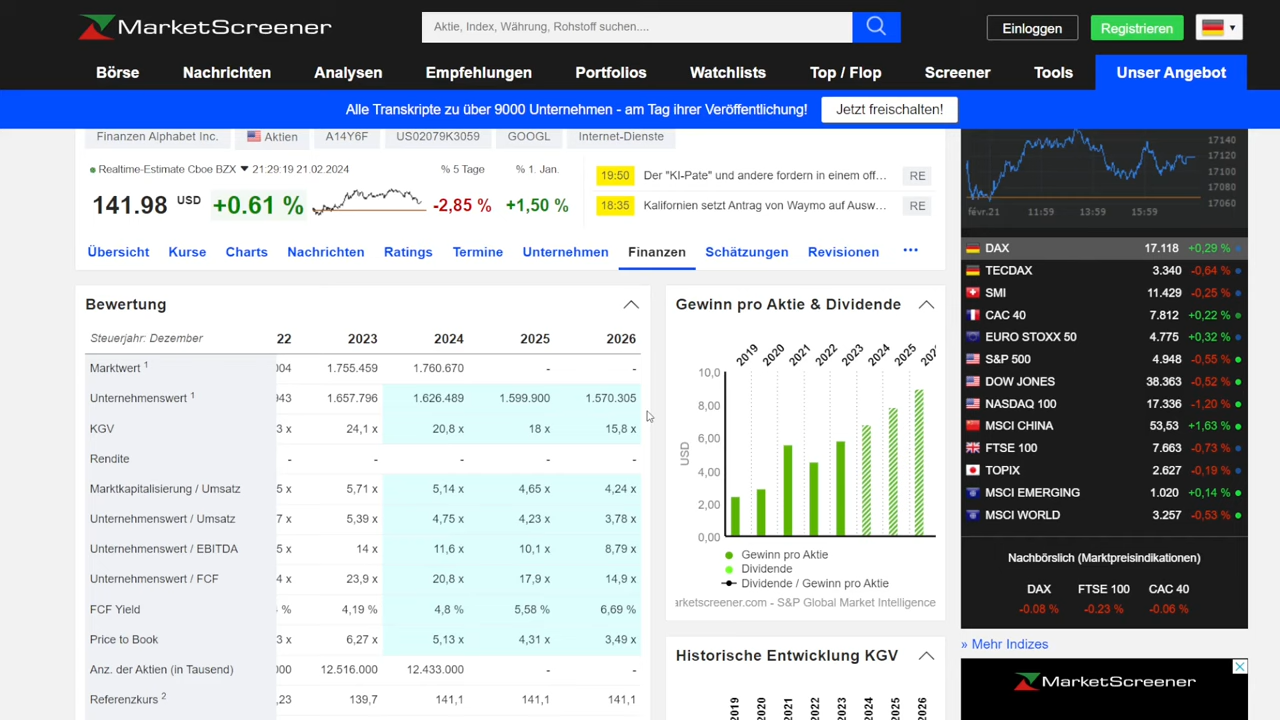 MarketScreener
Aktie, Index, Währung, Rohstoff suchen....
Einloggen
Registrieren
Börse Nachrichten Analysen Empfehlungen Portfolios Watchlists Top / Flop Screener Tools Unser Angebot
Alle Transkripte zu über 9000 Unternehmen - am Tag ihrer Veröffentlichung! Jetzt freischalten!
Finanzen Alphabet Inc. Aktien A14Y6F US02079K3059 GOOGL Internet-Dienste
Realtime-Estimate Cboe BZX 21:29:19 21.02.2024 % 5 Tage % 1. Jan.
141.98 USD +0.61 % -2,85 % +1,50 %
19:50 Der "KI-Pate" und andere fordern in einem off... RE
18:35 Kalifornien setzt Antrag von Waymo auf Ausw... RE
Übersicht Kurse Charts Nachrichten Ratings Termine Unternehmen Finanzen Schätzungen Revisionen ...
Bewertung
Steuerjahr: Dezember 22 2023 2024 2025 2026
Marktwert 1 004 1.755.459 1.760.670 - -
Unternehmenswert 1 943 1.657.796 1.626.489 1.599.900 1.570.305
KGV 3 x 24,1 x 20,8 x 18 x 15,8 x
Rendite - - - - -
Marktkapitalisierung / Umsatz 5 x 5,71 x 5,14 x 4,65 x 4,24 x
Unternehmenswert / Umsatz 7 x 5,39 x 4,75 x 4,23 x 3,78 x
Unternehmenswert / EBITDA 5 x 14 x 11,6 x 10,1 x 8,79 x
Unternehmenswert / FCF 4 x 23,9 x 20,8 x 17,9 x 14,9 x
FCF Yield % 4,19 % 4,8 % 5,58 % 6,69 %
Price to Book 3 x 6,27 x 5,13 x 4,31 x 3,49 x
Anz. der Aktien (in Tausend) 000 12.516.000 12.433.000 - -
Referenzkurs 2 ,23 139,7 141,1 141,1 141,1
Gewinn pro Aktie & Dividende
2019 2020 2021 2022 2023 2024 2025 202
10,0
8,00
6,00
4,00
2,00
0,00
USD
Gewinn pro Aktie
Dividende
Dividende / Gewinn pro Aktie
arketscreener.com - S&P Global Market Intelligence
Historische Entwicklung KGV
2019 2020 2021 2022 2023 2024 2025 2026
17140
17120
17100
17080
17060
févr.21 11:59 13:59 15:59
DAX 17.118 +0,29 %
TECDAX 3.340 -0,64 %
SMI 11.429 -0,25 %
CAC 40 7.812 +0,22 %
EURO STOXX 50 4.775 +0,32 %
S&P 500 4.948 -0,55 %
DOW JONES 38.363 -0,52 %
NASDAQ 100 17.336 -1,20 %
MSCI CHINA 53,53 +1,63 %
FTSE 100 7.663 -0,73 %
TOPIX 2.627 -0,19 %
MSCI EMERGING 1.020 +0,14 %
MSCI WORLD 3.257 -0,53 %
Nachbörslich (Marktpreisindikationen)
DAX FTSE 100 CAC 40
-0.08 % -0.23 % -0.06 %
» Mehr Indizes
MarketScreener